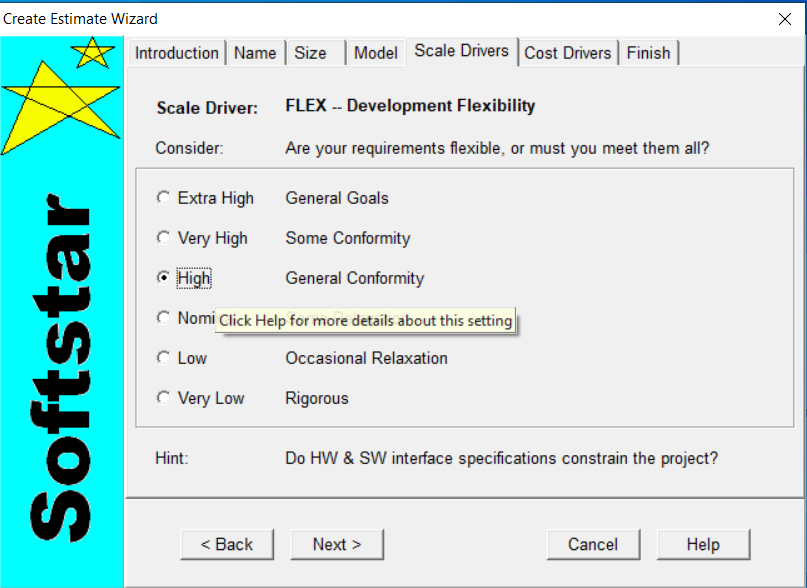 Create Estimate Wizard
Introduction Name Size Model Scale Drivers Cost Drivers Finish
Scale Driver: FLEX -- Development Flexibility
Consider: Are your requirements flexible, or must you meet them all?
Extra High General Goals
Very High Some Conformity
High General Conformity
Nomi
Click Help for more details about this setting
Low Occasional Relaxation
Very Low Rigorous
Hint: Do HW & SW interface specifications constrain the project?
< Back Next > Cancel Help
Softstar